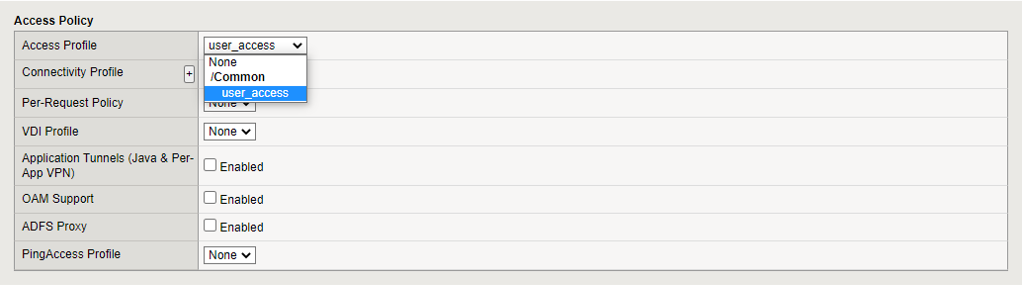 Access Policy
Access Profile
user_access
None
/Common
user_access
Connectivity Profile
+
Per-Request Policy
None
VDI Profile
None
Application Tunnels (Java & Per-
App VPN)
Enabled
OAM Support
Enabled
ADFS Proxy
Enabled
PingAccess Profile
None